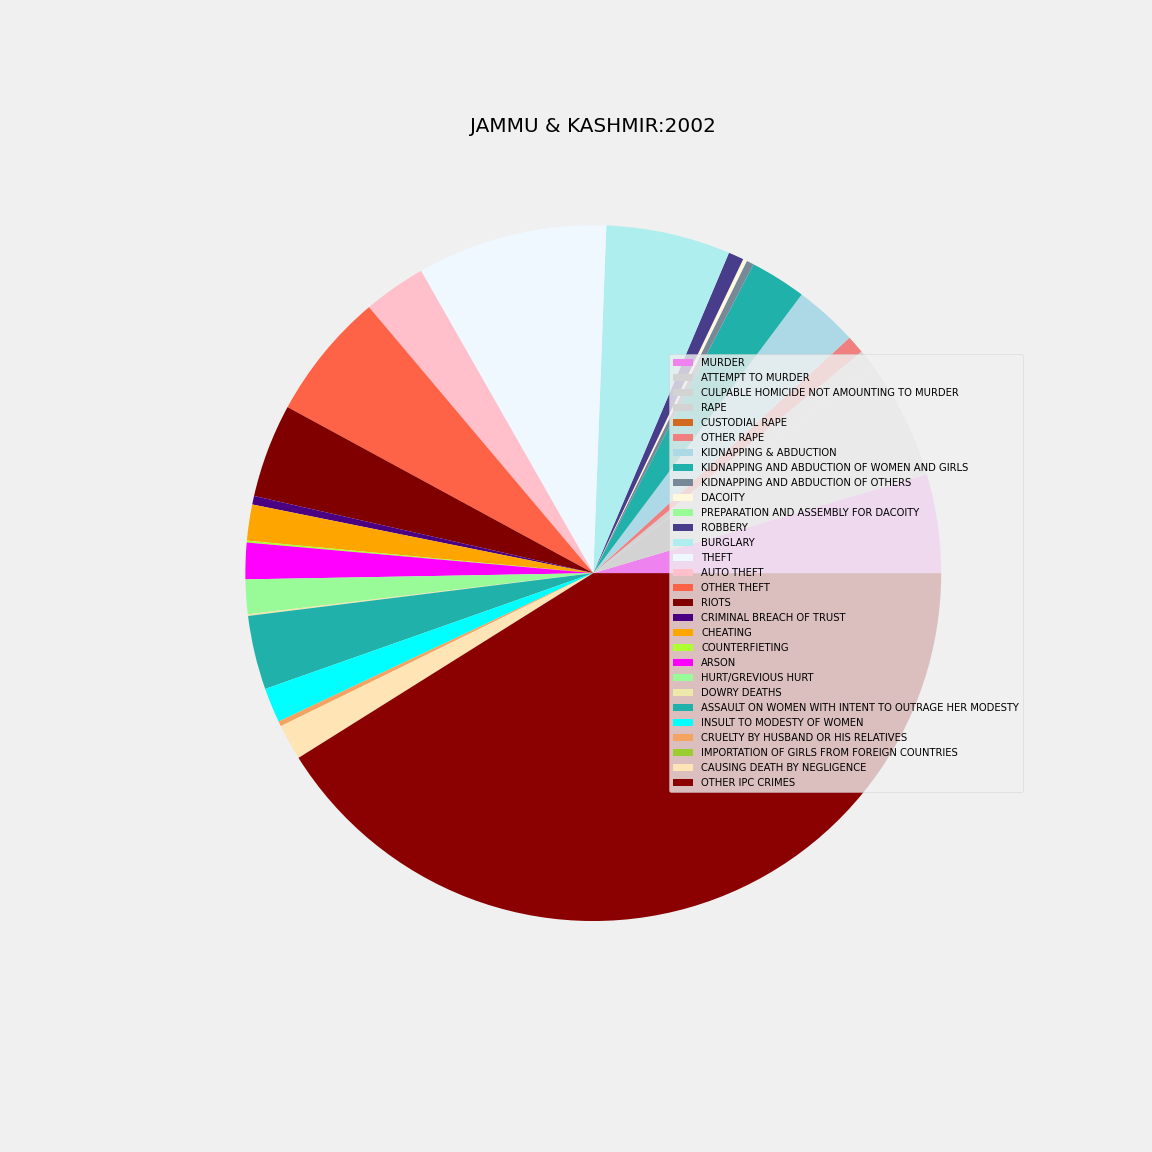 JAMMU & KASHMIR:2002
MURDER
ATTEMPT TO MURDER
CULPABLE HOMICIDE NOT AMOUNTING TO MURDER
RAPE
CUSTODIAL RAPE
OTHER RAPE
KIDNAPPING & ABDUCTION
KIDNAPPING AND ABDUCTION OF WOMEN AND GIRLS
KIDNAPPING AND ABDUCTION OF OTHERS
DACOITY
PREPARATION AND ASSEMBLY FOR DACOITY
ROBBERY
BURGLARY
THEFT
AUTO THEFT
OTHER THEFT
RIOTS
CRIMINAL BREACH OF TRUST
CHEATING
COUNTERFIETING
ARSON
HURT/GREVIOUS HURT
DOWRY DEATHS
ASSAULT ON WOMEN WITH INTENT TO OUTRAGE HER MODESTY
INSULT TO MODESTY OF WOMEN
CRUELTY BY HUSBAND OR HIS RELATIVES
IMPORTATION OF GIRLS FROM FOREIGN COUNTRIES
CAUSING DEATH BY NEGLIGENCE
OTHER IPC CRIMES